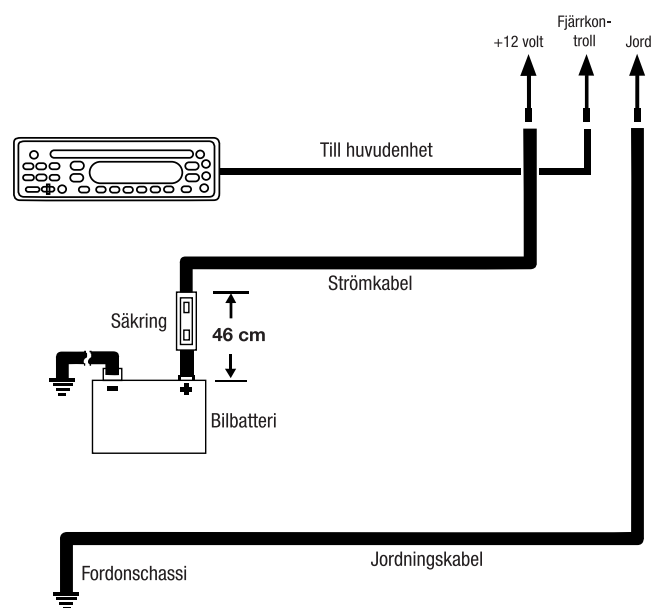 Fjärrkon-
troll
+12 volt
Jord
Till huvudenhet
Strömkabel
Säkring
46 cm
Bilbatteri
Jordningskabel
Fordonschassi